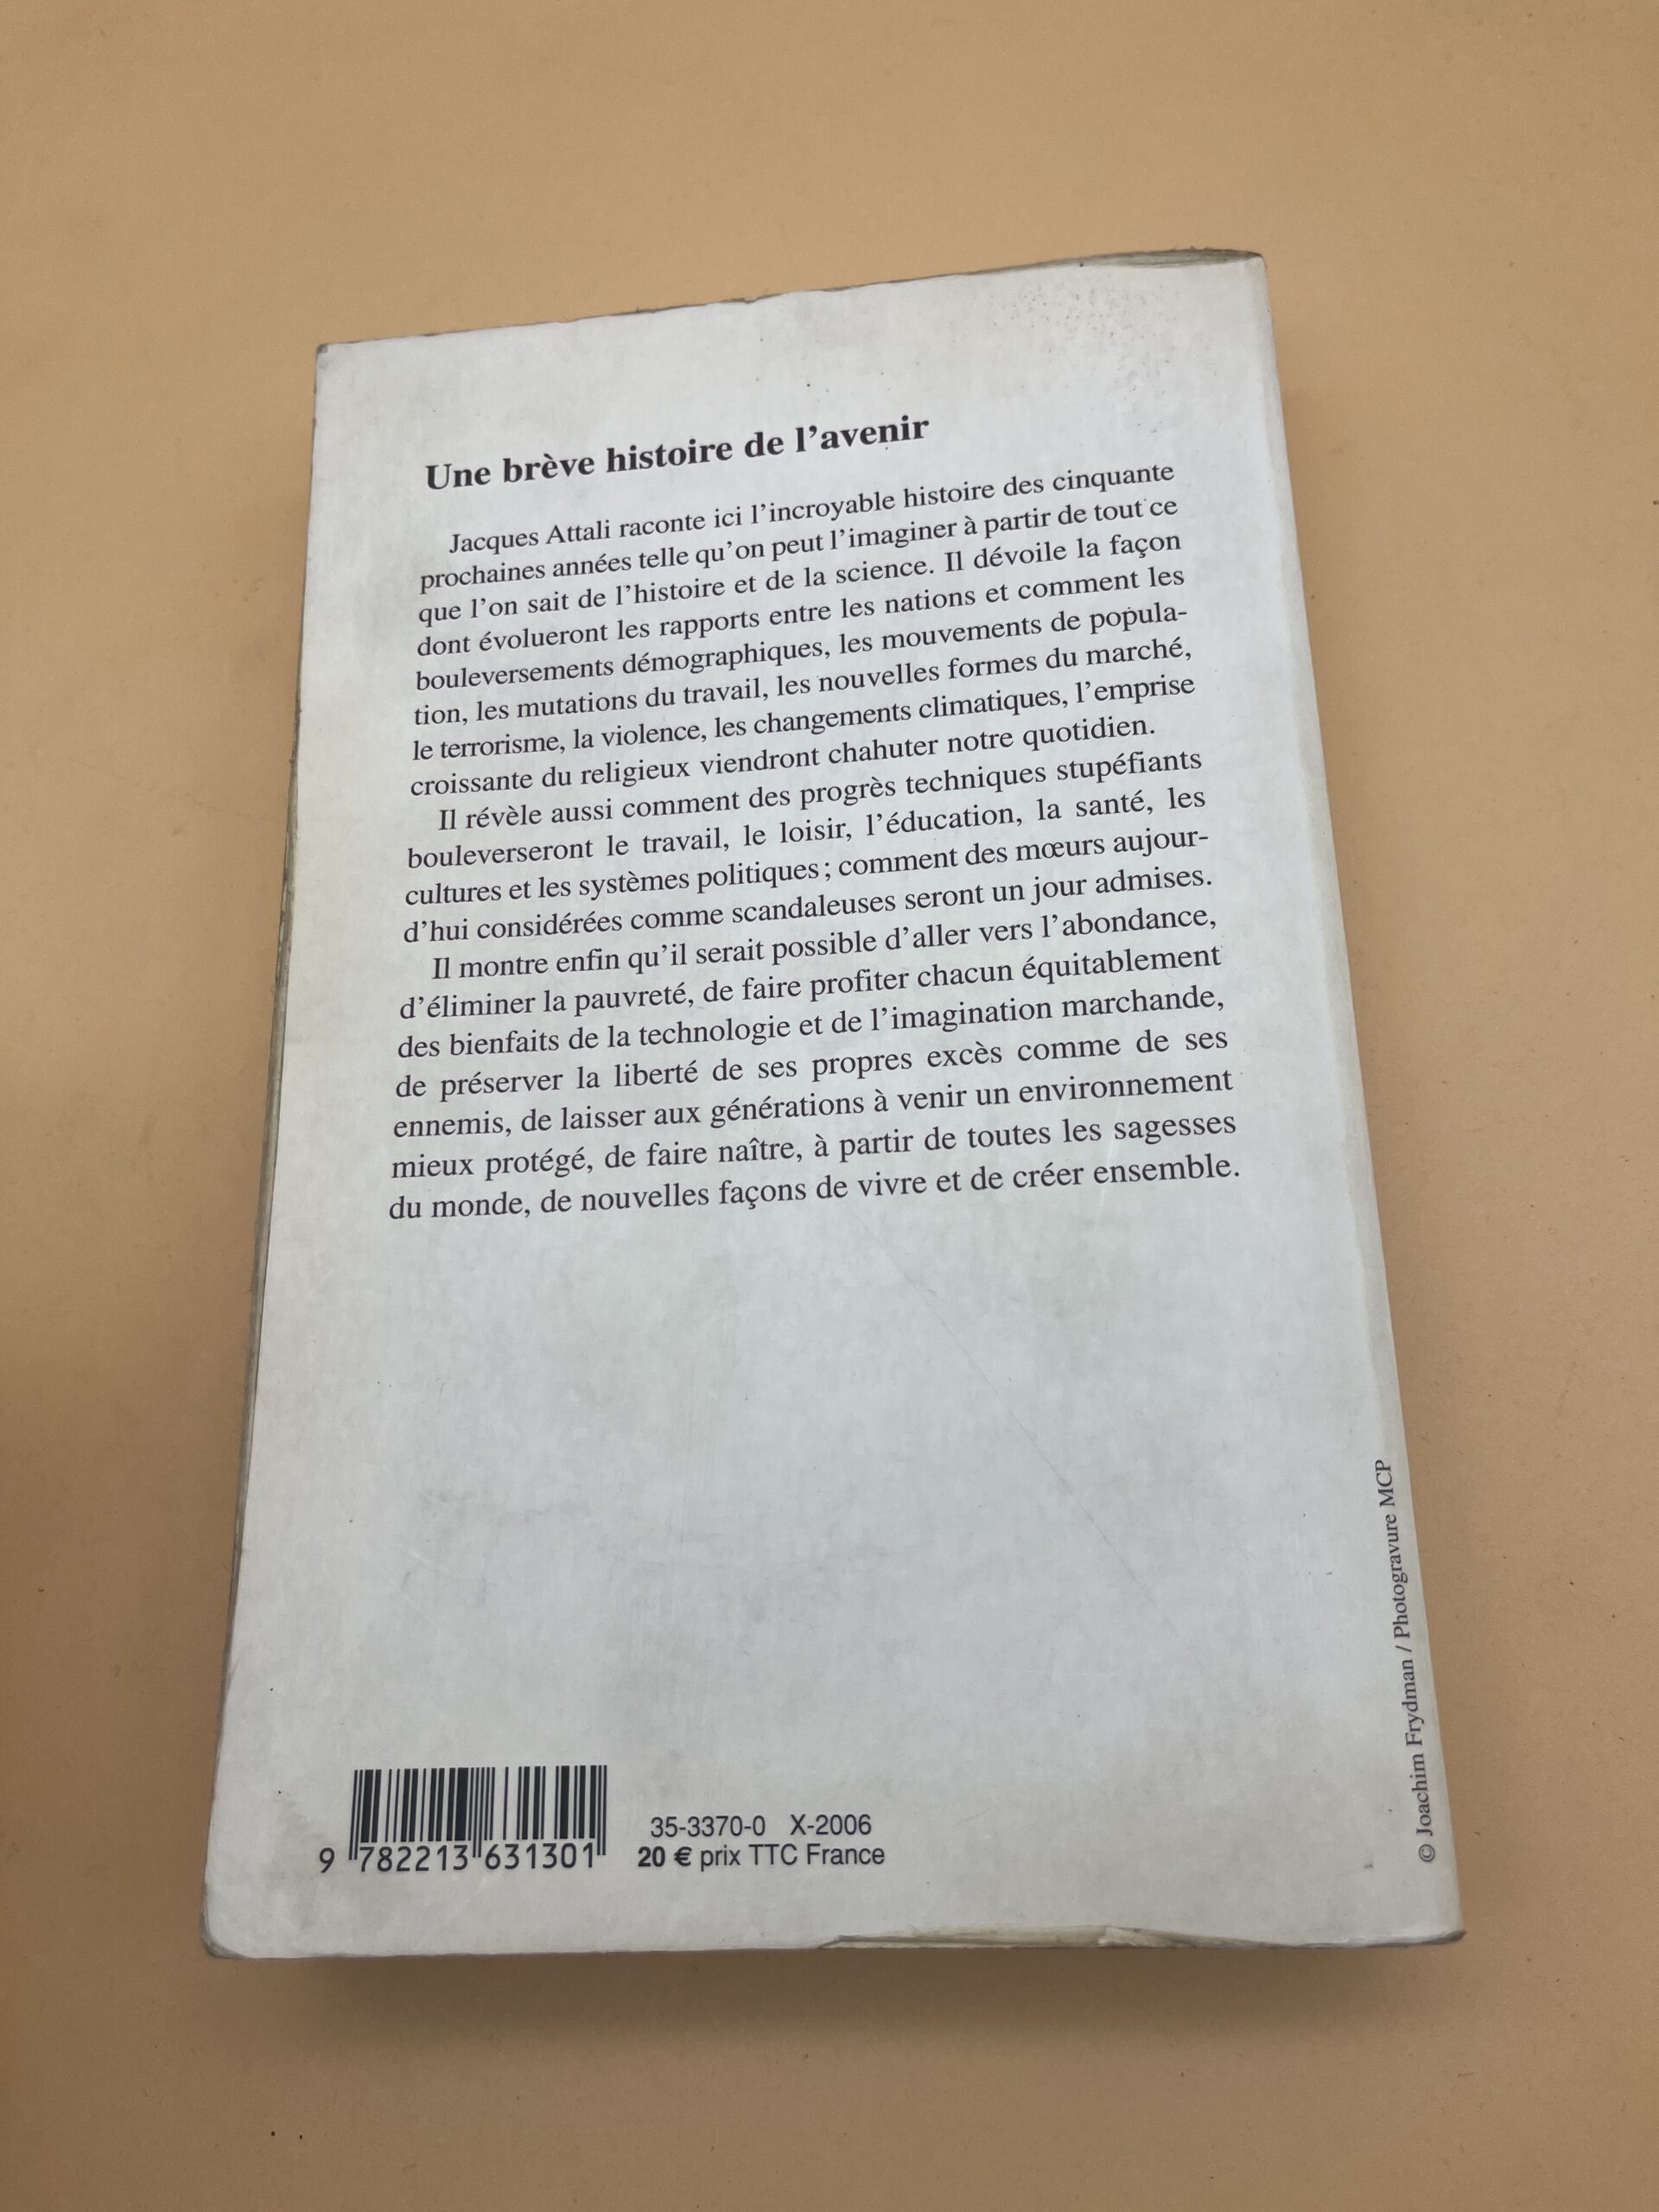 Une brève histoire de l'avenir
Jacques Attali raconte ici l'incroyable histoire des cinquante
prochaines années telle qu'on peut l'imaginer à partir de tout ce
que l'on sait de l'histoire et de la science. Il dévoile la façon
dont évolueront les rapports entre les nations et comment les
bouleversements démographiques, les mouvements de popula-
tion, les mutations du travail, les nouvelles formes du marché,
le terrorisme, la violence, les changements climatiques, l'emprise
croissante du religieux viendront chahuter notre quotidien.
Il révèle aussi comment des progrès techniques stupéfiants
bouleverseront le travail, le loisir, l'éducation, la santé, les
cultures et les systèmes politiques ; comment des mœurs aujour-
d'hui considérées comme scandaleuses seront un jour admises.
Il montre enfin qu'il serait possible d'aller vers l'abondance,
d'éliminer la pauvreté, de faire profiter chacun équitablement
des bienfaits de la technologie et de l'imagination marchande,
de préserver la liberté de ses propres excès comme de ses
ennemis, de laisser aux générations à venir un environnement
mieux protégé, de faire naître, à partir de toutes les sagesses
du monde, de nouvelles façons de vivre et de créer ensemble.
© Joachim Frydman / Photogravure MCP
9 782213 631301
35-3370-0 X-2006
20 € prix TTC France